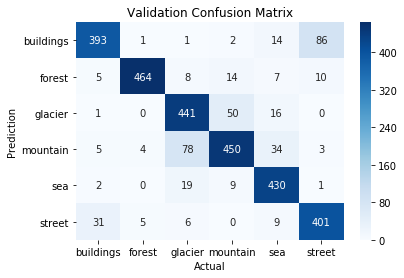 Validation Confusion Matrix
buildings 393 1 1 2 14 86
forest 5 464 8 14 7 10
glacier 1 0 441 50 16 0
mountain 5 4 78 450 34 3
sea 2 0 19 9 430 1
street 31 5 6 0 9 401
buildings forest glacier mountain sea street
Actual
Prediction
400
320
240
160
80
0